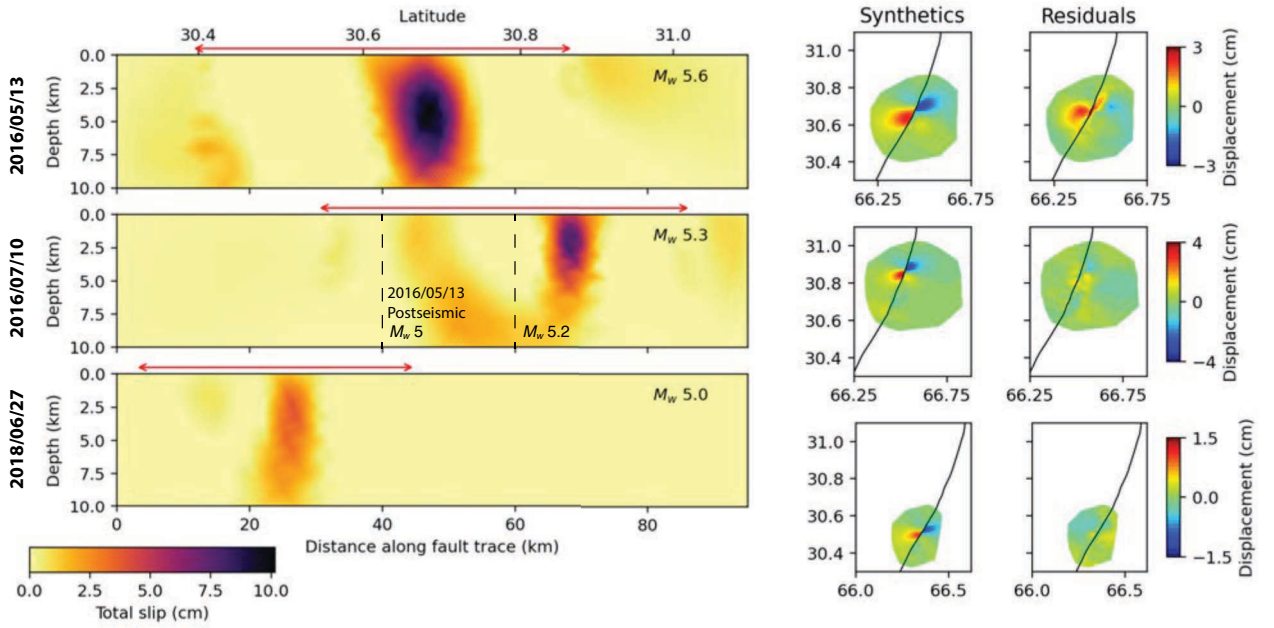 Latitude
30.4 30.6 30.8 31.0
2016/05/13
Depth (km)
0.0
2.5
5.0
7.5
10.0
Mw 5.6
2016/07/10
Depth (km)
0.0
2.5
5.0
7.5
10.0
Mw 5.3
2016/05/13
Postseismic
Mw 5
Mw 5.2
2018/06/27
Depth (km)
0.0
2.5
5.0
7.5
10.0
Mw 5.0
0 20 40 60 80
Distance along fault trace (km)
0.0 2.5 5.0 7.5 10.0
Total slip (cm)
Synthetics Residuals
31.0
30.8
30.6
30.4
66.25 66.75 66.25 66.75
3
0
−3
Displacement (cm)
31.0
30.8
30.6
30.4
66.25 66.75 66.25 66.75
4
0
−4
Displacement (cm)
31.0
30.8
30.6
30.4
66.0 66.5 66.0 66.5
1.5
0.0
−1.5
Displacement (cm)